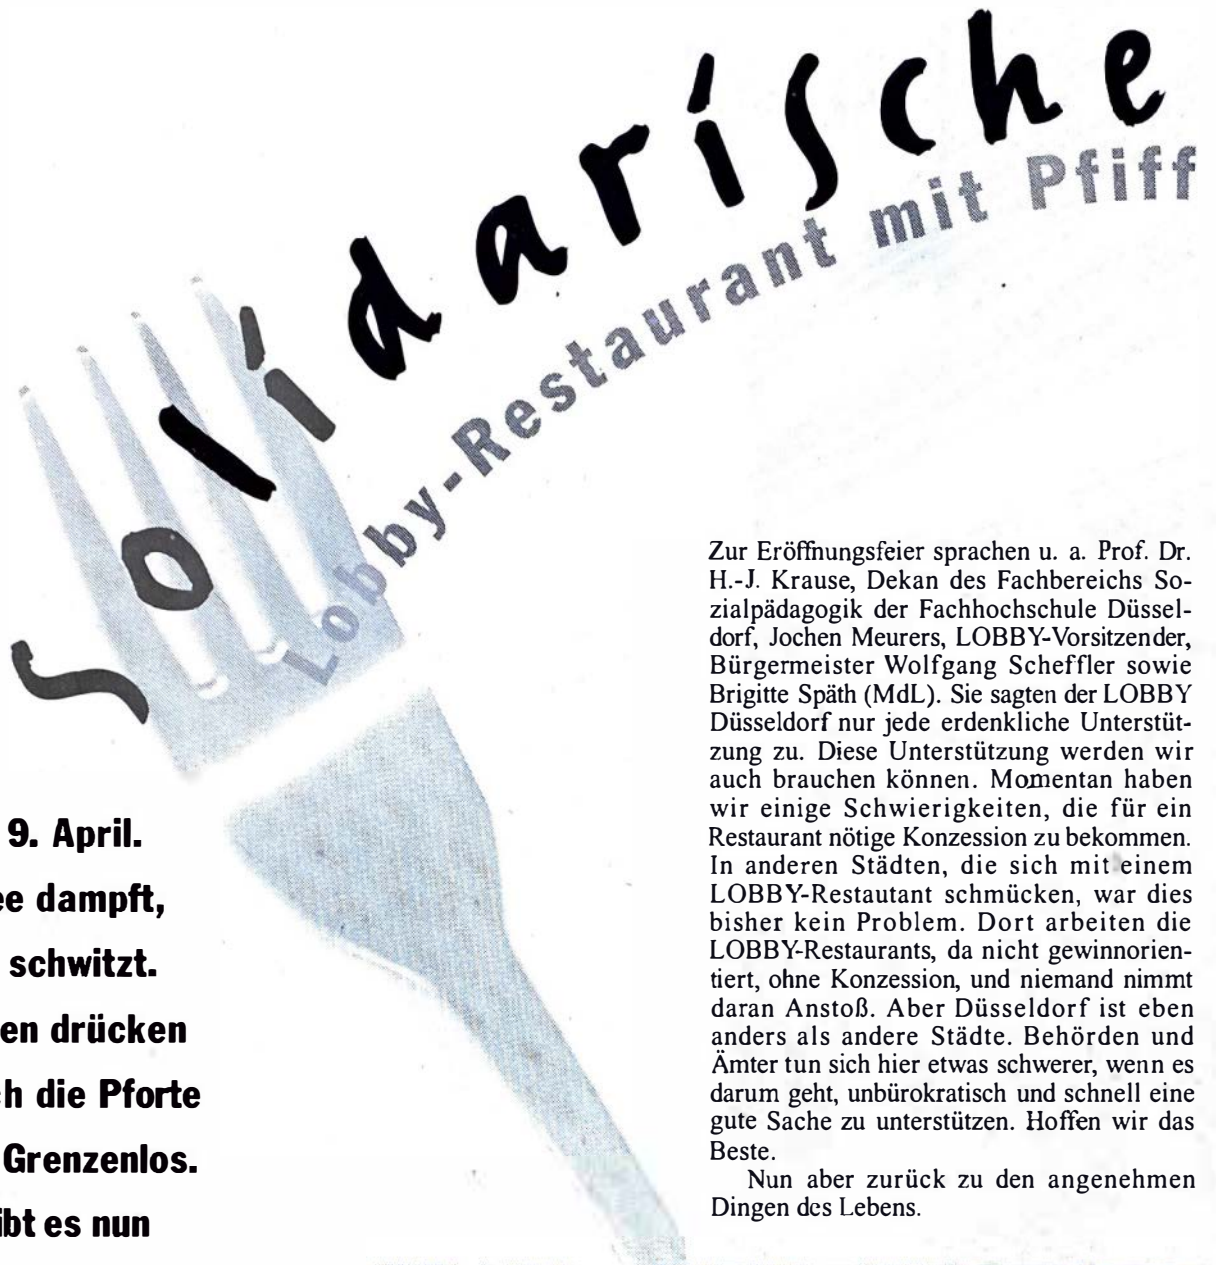 Solidarische
Lobby-Restaurant mit Pfiff
9. April.
dampft,
schwitzt.
drücken
die Pforte
Grenzenlos.
es nun
Zur Eröffnungsfeier sprachen u. a. Prof. Dr.
H.-J. Krause, Dekan des Fachbereichs So-
zialpädagogik der Fachhochschule Düssel-
dorf, Jochen Meurers, LOBBY-Vorsitzender,
Bürgermeister Wolfgang Scheffler sowie
Brigitte Späth (MdL). Sie sagten der LOBBY
Düsseldorf nur jede erdenkliche Unterstüt-
zung zu. Diese Unterstützung werden wir
auch brauchen können. Momentan haben
wir einige Schwierigkeiten, die für ein
Restaurant nötige Konzession zu bekommen.
In anderen Städten, die sich mit einem
LOBBY-Restautant schmücken, war dies
bisher kein Problem. Dort arbeiten die
LOBBY-Restaurants, da nicht gewinnorien-
tiert, ohne Konzession, und niemand nimmt
daran Anstoß. Aber Düsseldorf ist eben
anders als andere Städte. Behörden und
Ämter tun sich hier etwas schwerer, wenn es
darum geht, unbürokratisch und schnell eine
gute Sache zu unterstützen. Hoffen wir das
Beste.
Nun aber zurück zu den angenehmen
Dingen des Lebens.